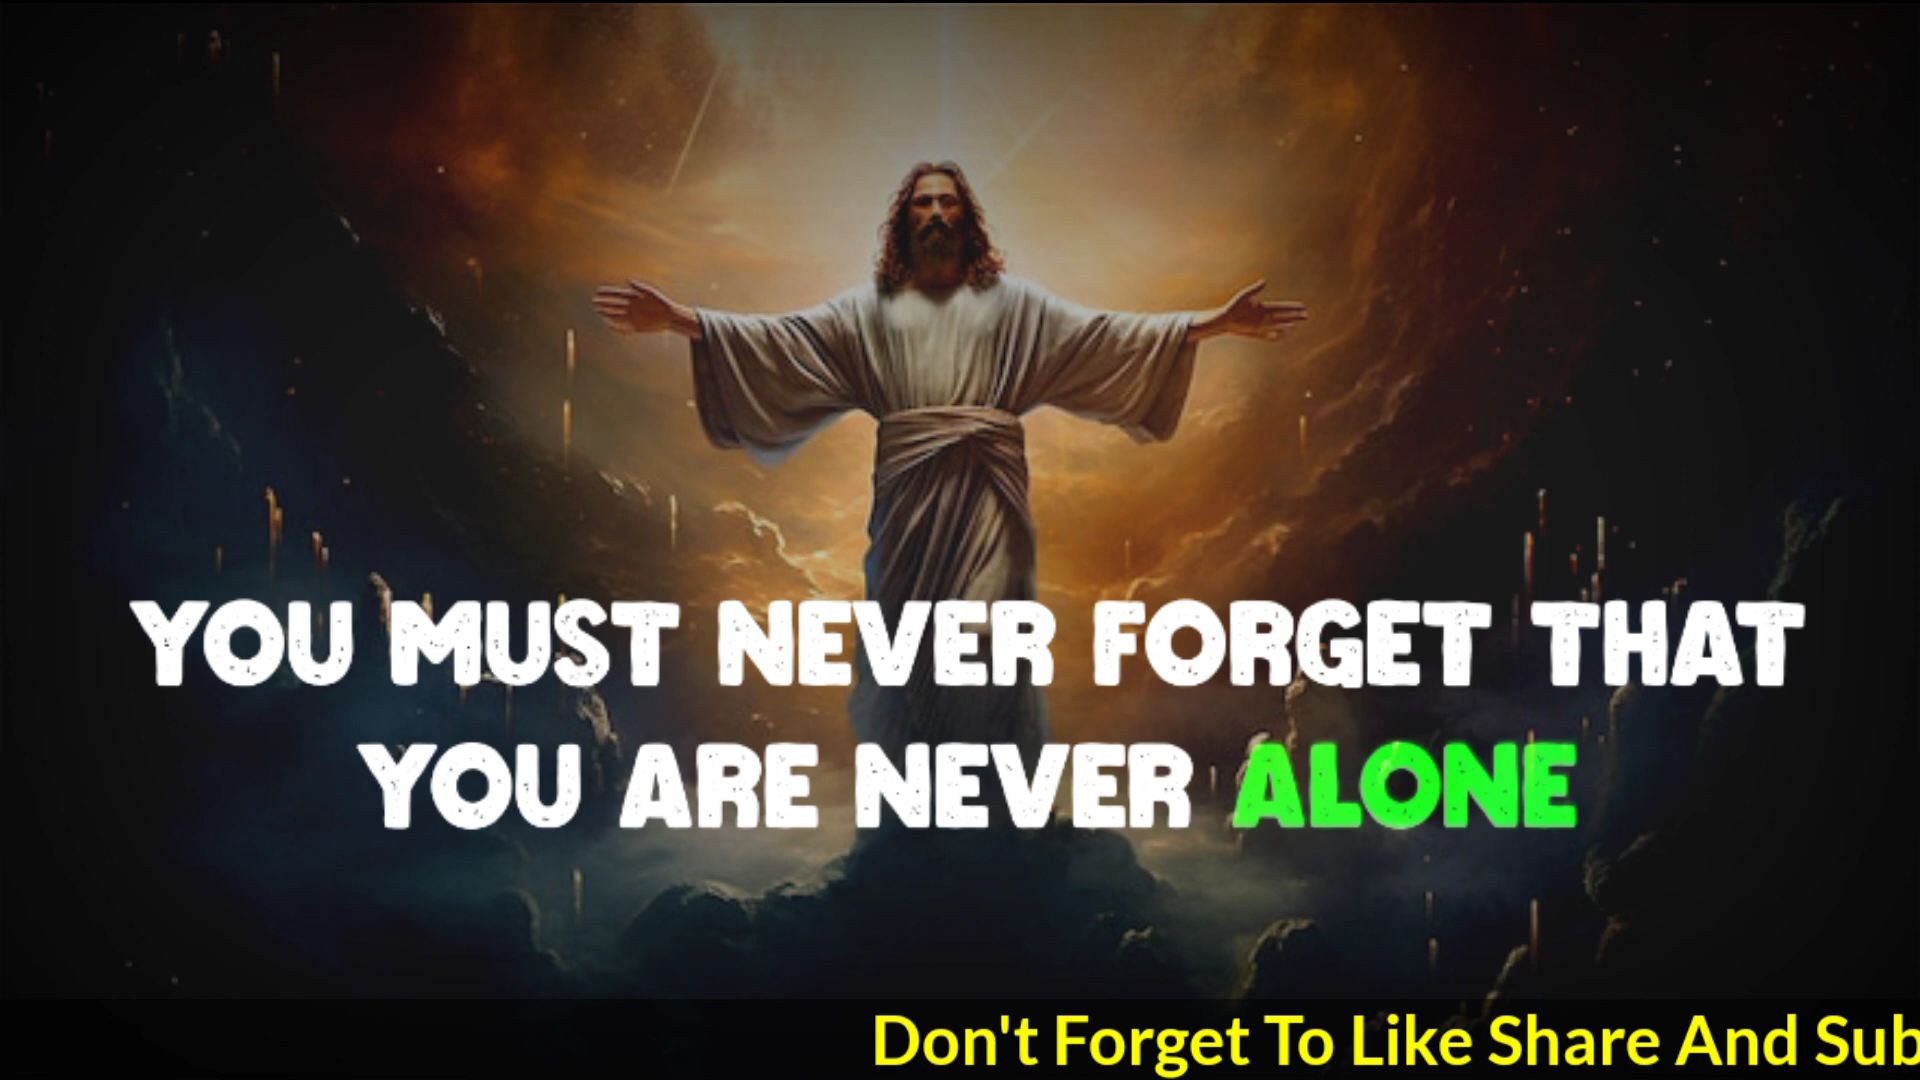 YOU MUST NEVER FORGET THAT
YOU ARE NEVER ALONE
Don't Forget To Like Share And Sub